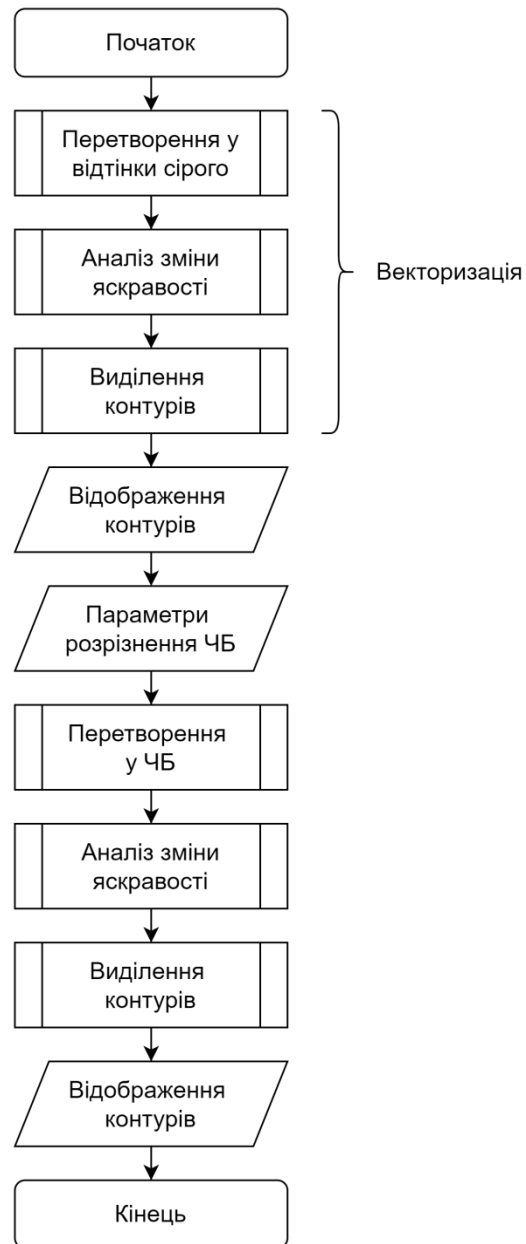 Початок
Перетворення у
відтінки сірого
Аналіз зміни
яскравості
Векторизація
Виділення
контурів
Відображення
контурів
Параметри
розрізнення ЧБ
Перетворення
у ЧБ
Аналіз зміни
яскравості
Виділення
контурів
Відображення
контурів
Кінець